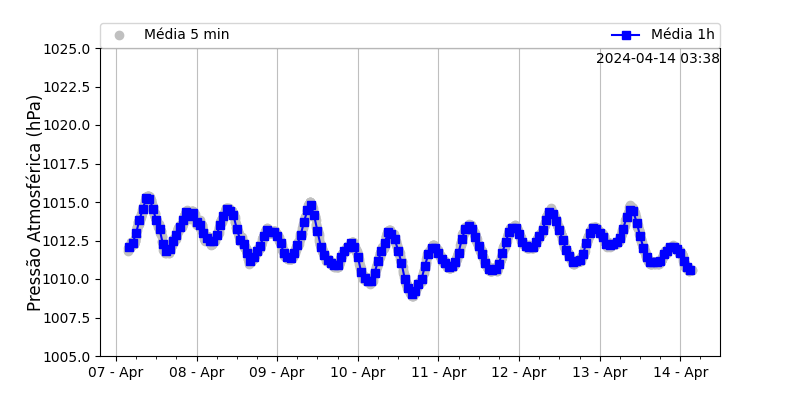 Média 5 min
Média 1h
2024-04-14 03:38
Pressão Atmosférica (hPa)
1025.0
1022.5
1020.0
1017.5
1015.0
1012.5
1010.0
1007.5
1005.0
07 - Apr
08 - Apr
09 - Apr
10 - Apr
11 - Apr
12 - Apr
13 - Apr
14 - Apr